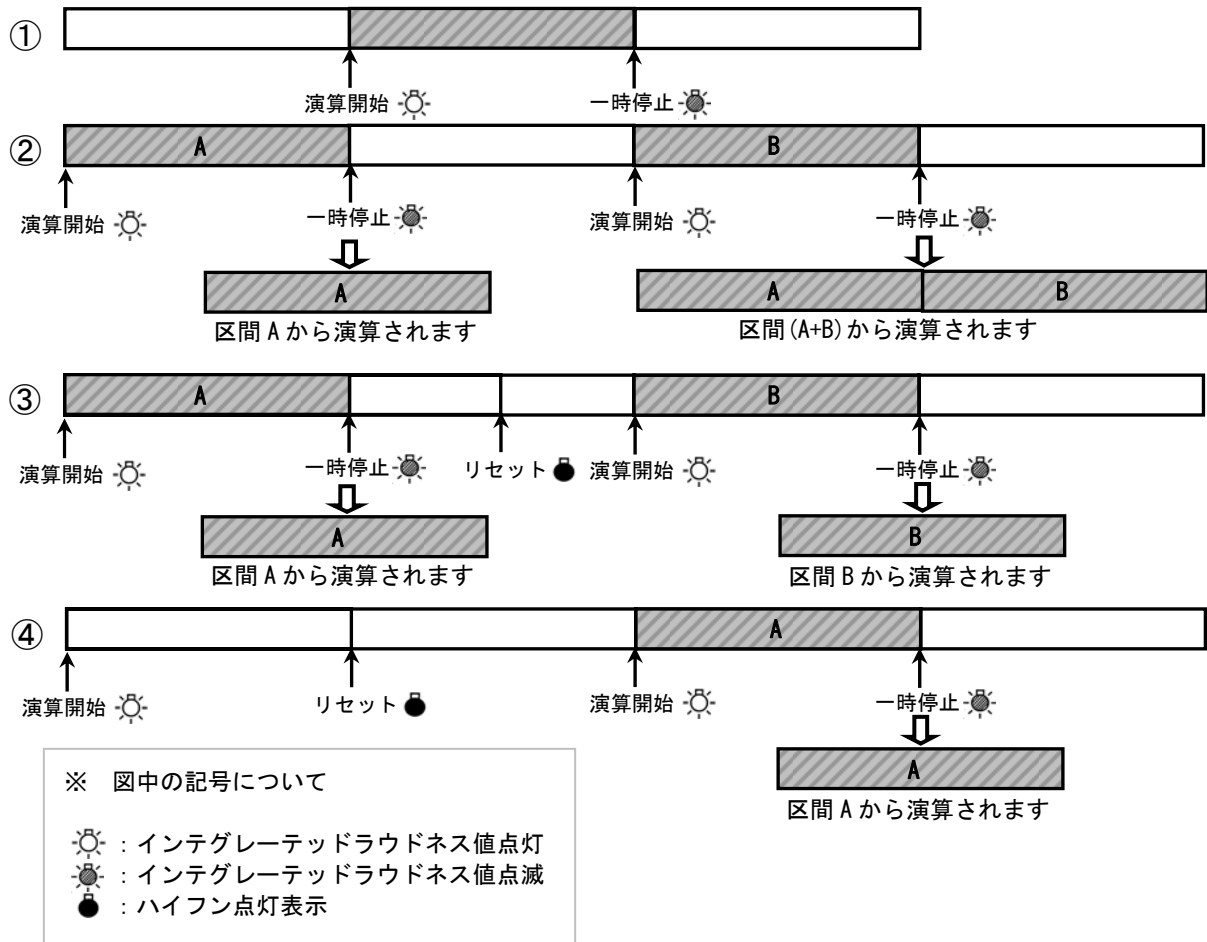 ①
演算開始 一時停止
② A B
演算開始 一時停止 演算開始 一時停止
A A B
区間 A から演算されます 区間(A+B)から演算されます
③ A B
演算開始 一時停止 リセット 演算開始 一時停止
A B
区間 A から演算されます 区間 B から演算されます
④ A
演算開始 リセット 演算開始 一時停止
A
区間 A から演算されます
※ 図中の記号について
：インテグレーテッドラウドネス値点灯
：インテグレーテッドラウドネス値点滅
：ハイフン点灯表示